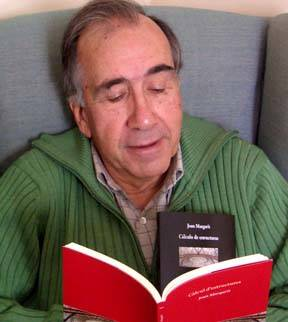 Joan Margarit
Cálculo de estructuras
Càlcul d'estructures
Joan Margarit